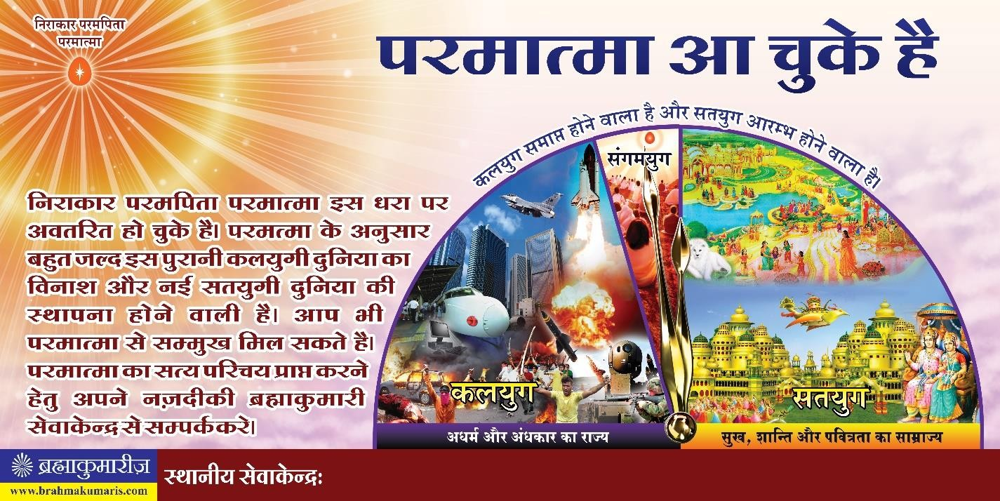 निराकार परमपिता
परमात्मा
परमात्मा आ चुके है
कलयुग समाप्त होने वाला है और सतयुग आरम्भ होने वाला है।
संगमयुग
निराकार परमपिता परमात्मा इस धरा पर
अवतरित हो चुके है। परमत्मा के अनुसार
बहुत जल्द इस पुरानी कलयुगी दुनिया का
विनाश और नई सतयुगी दुनिया की
स्थापना होने वाली है। आप भी
परमात्मा से सम्मुख मिल सकते है।
परमात्मा का सत्य परिचय प्राप्त करने
हेतु अपने नज़दीकी ब्रह्माकुमारी
सेवाकेन्द्र से सम्पर्क करे।
कलयुग
सतयुग
अधर्म और अंधकार का राज्य
सुख, शान्ति और पवित्रता का साम्राज्य
ब्रह्माकुमारीज़
www.brahmakumaris.com
स्थानीय सेवाकेन्द्र: